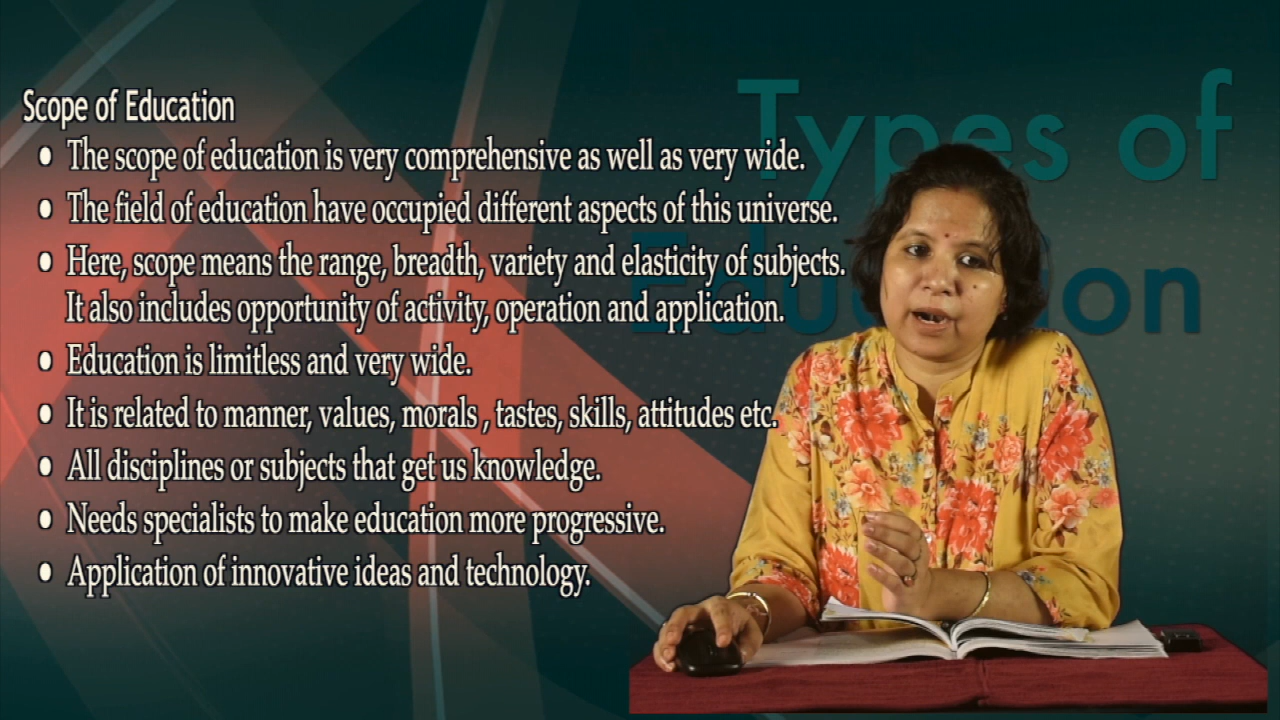 Types of
Education
Scope of Education
• The scope of education is very comprehensive as well as very wide.
• The field of education have occupied different aspects of this universe.
• Here, scope means the range, breadth, variety and elasticity of subjects.
It also includes opportunity of activity, operation and application.
• Education is limitless and very wide.
• It is related to manner, values, morals , tastes, skills, attitudes etc.
• All disciplines or subjects that get us knowledge.
• Needs specialists to make education more progressive.
• Application of innovative ideas and technology.